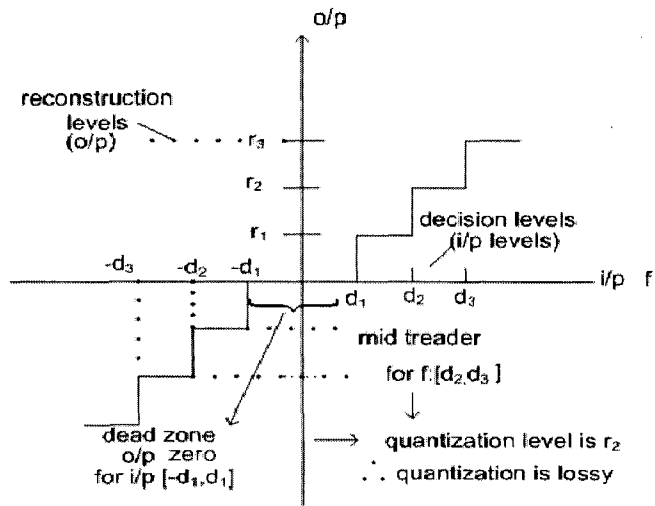 o/p
reconstruction
levels
(o/p)
r₃
r₂
r₁
decision levels
(i/p levels)
-d₃
-d₂
-d₁
d₁
d₂
d₃
i/p f
mid treader
for f:[d₂,d₃]
dead zone
o/p zero
for i/p [-d₁,d₁]
quantization level is r₂
∴ quantization is lossy